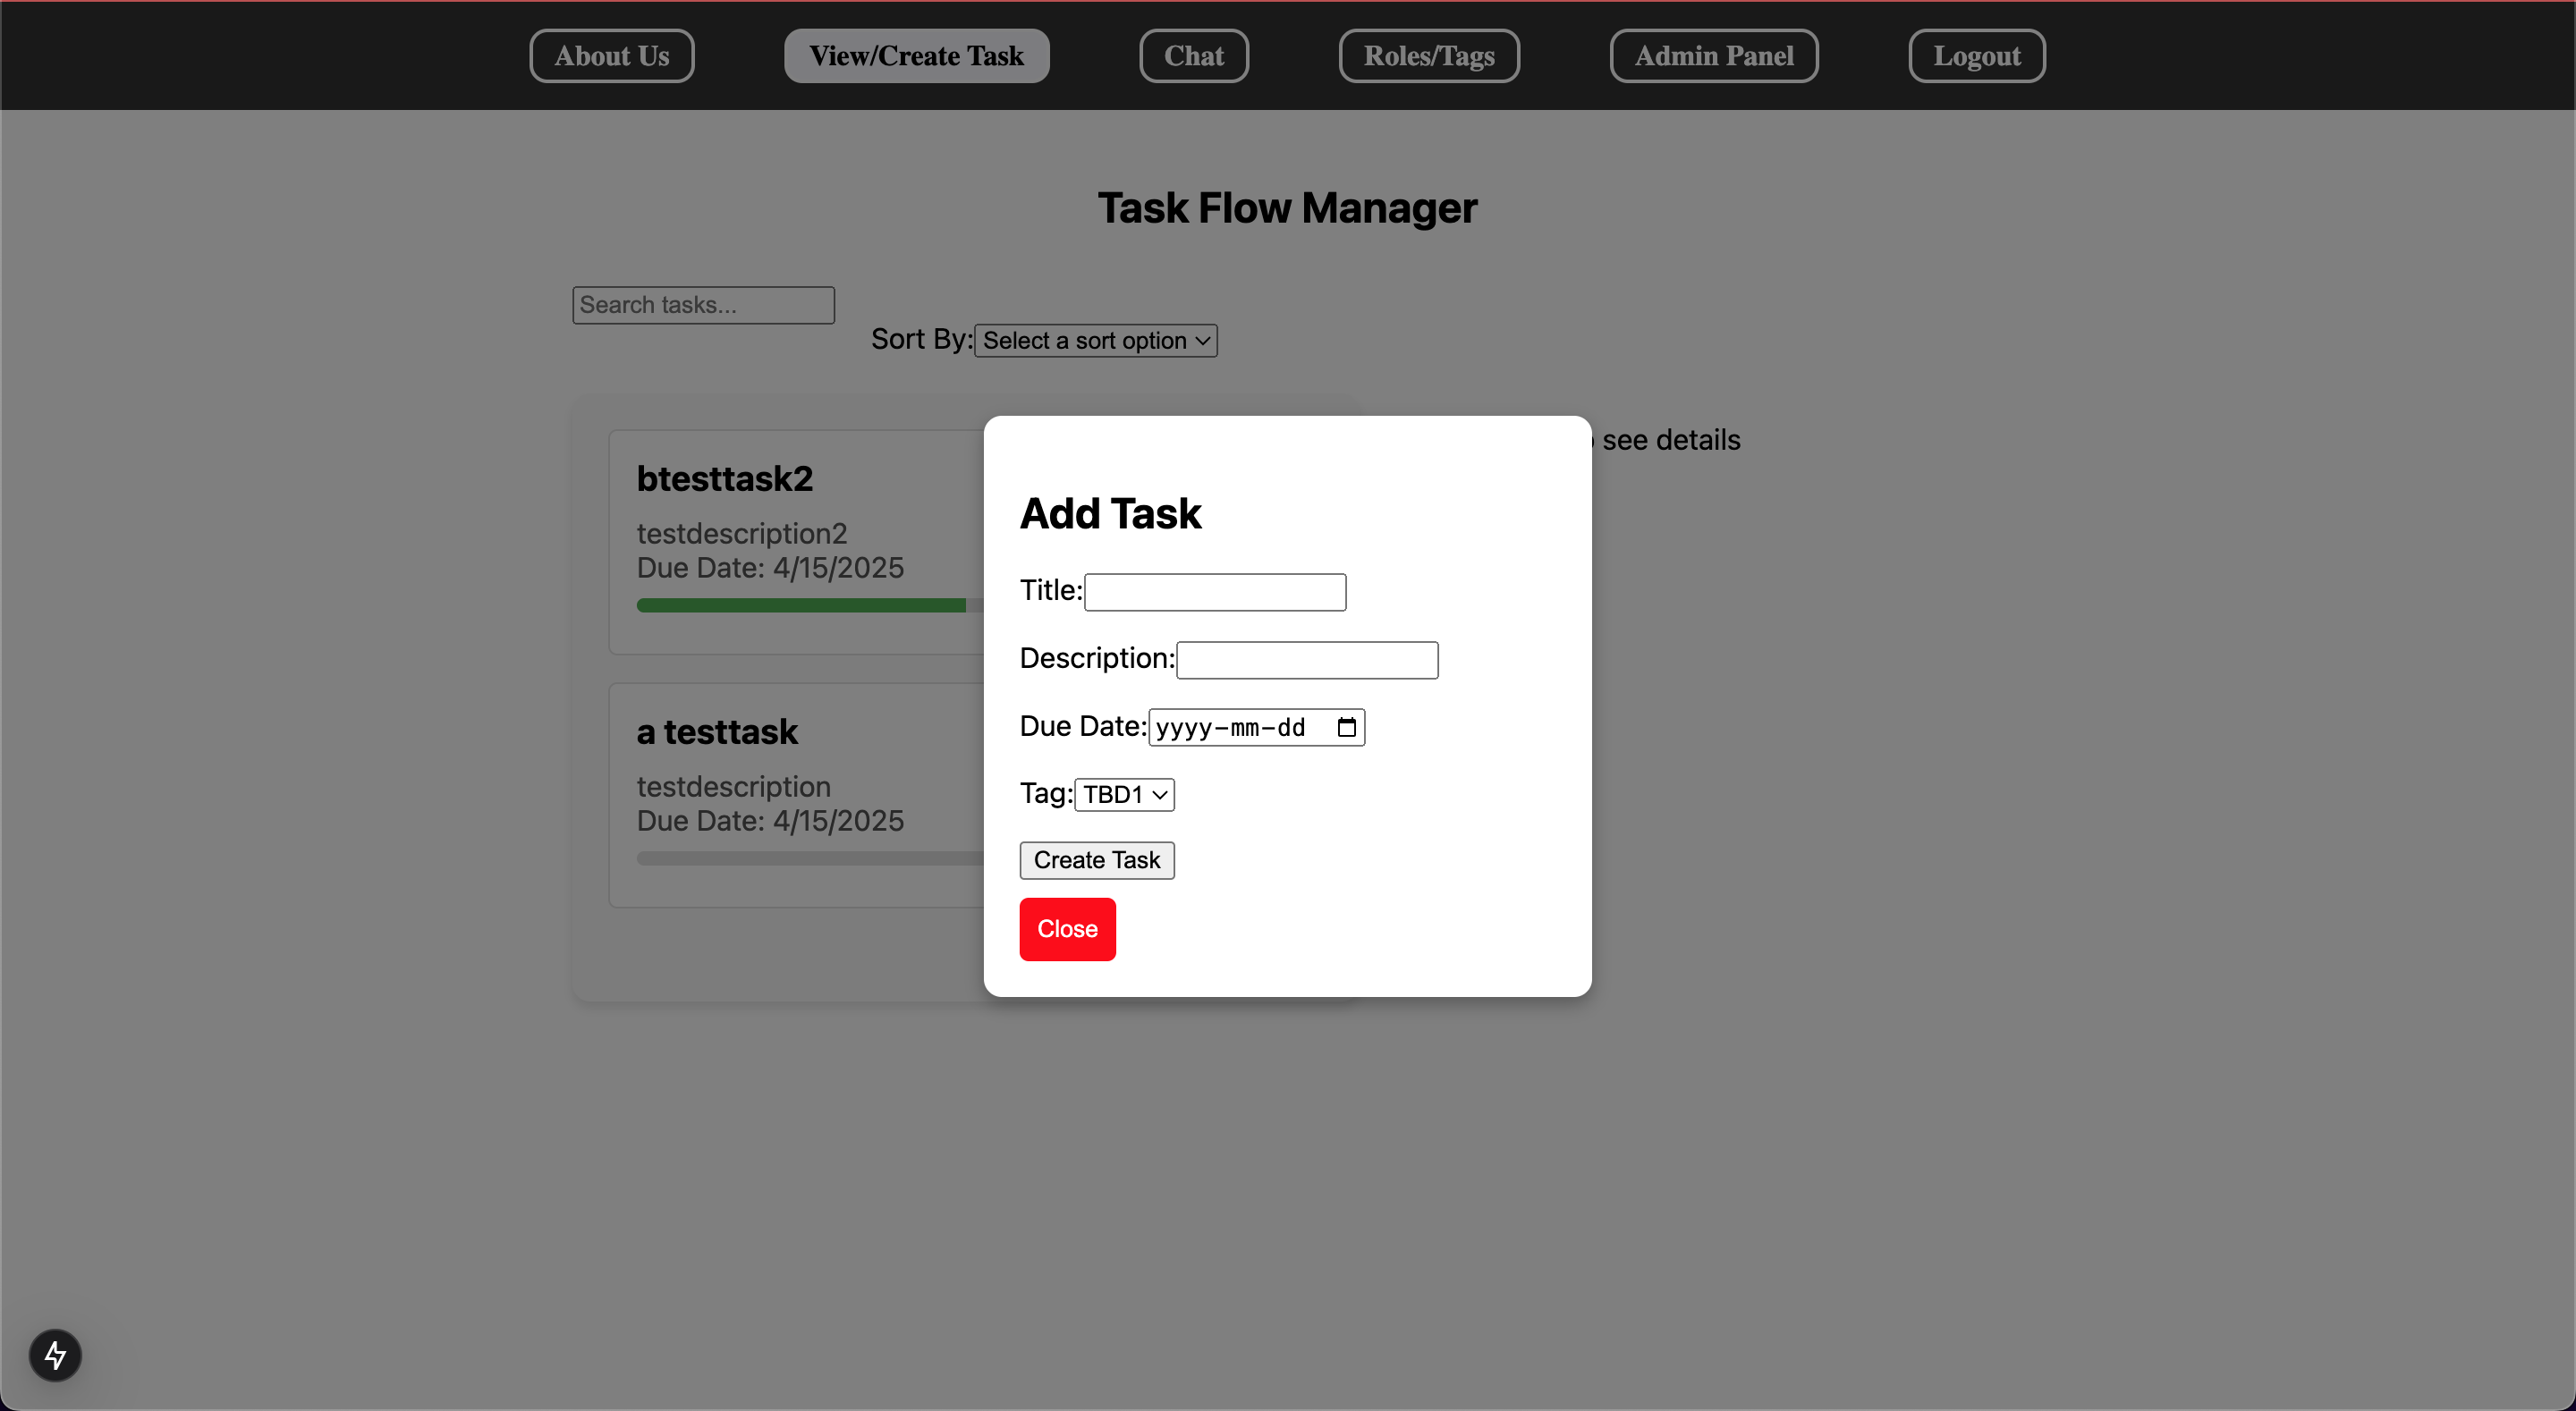 About Us View/Create Task Chat Roles/Tags Admin Panel Logout
Task Flow Manager
Search tasks...
Sort By: Select a sort option
see details
btesttask2
testdescription2
Due Date: 4/15/2025
a testtask
testdescription
Due Date: 4/15/2025
Add Task
Title:
Description:
Due Date: yyyy-mm-dd
Tag: TBD1
Create Task
Close